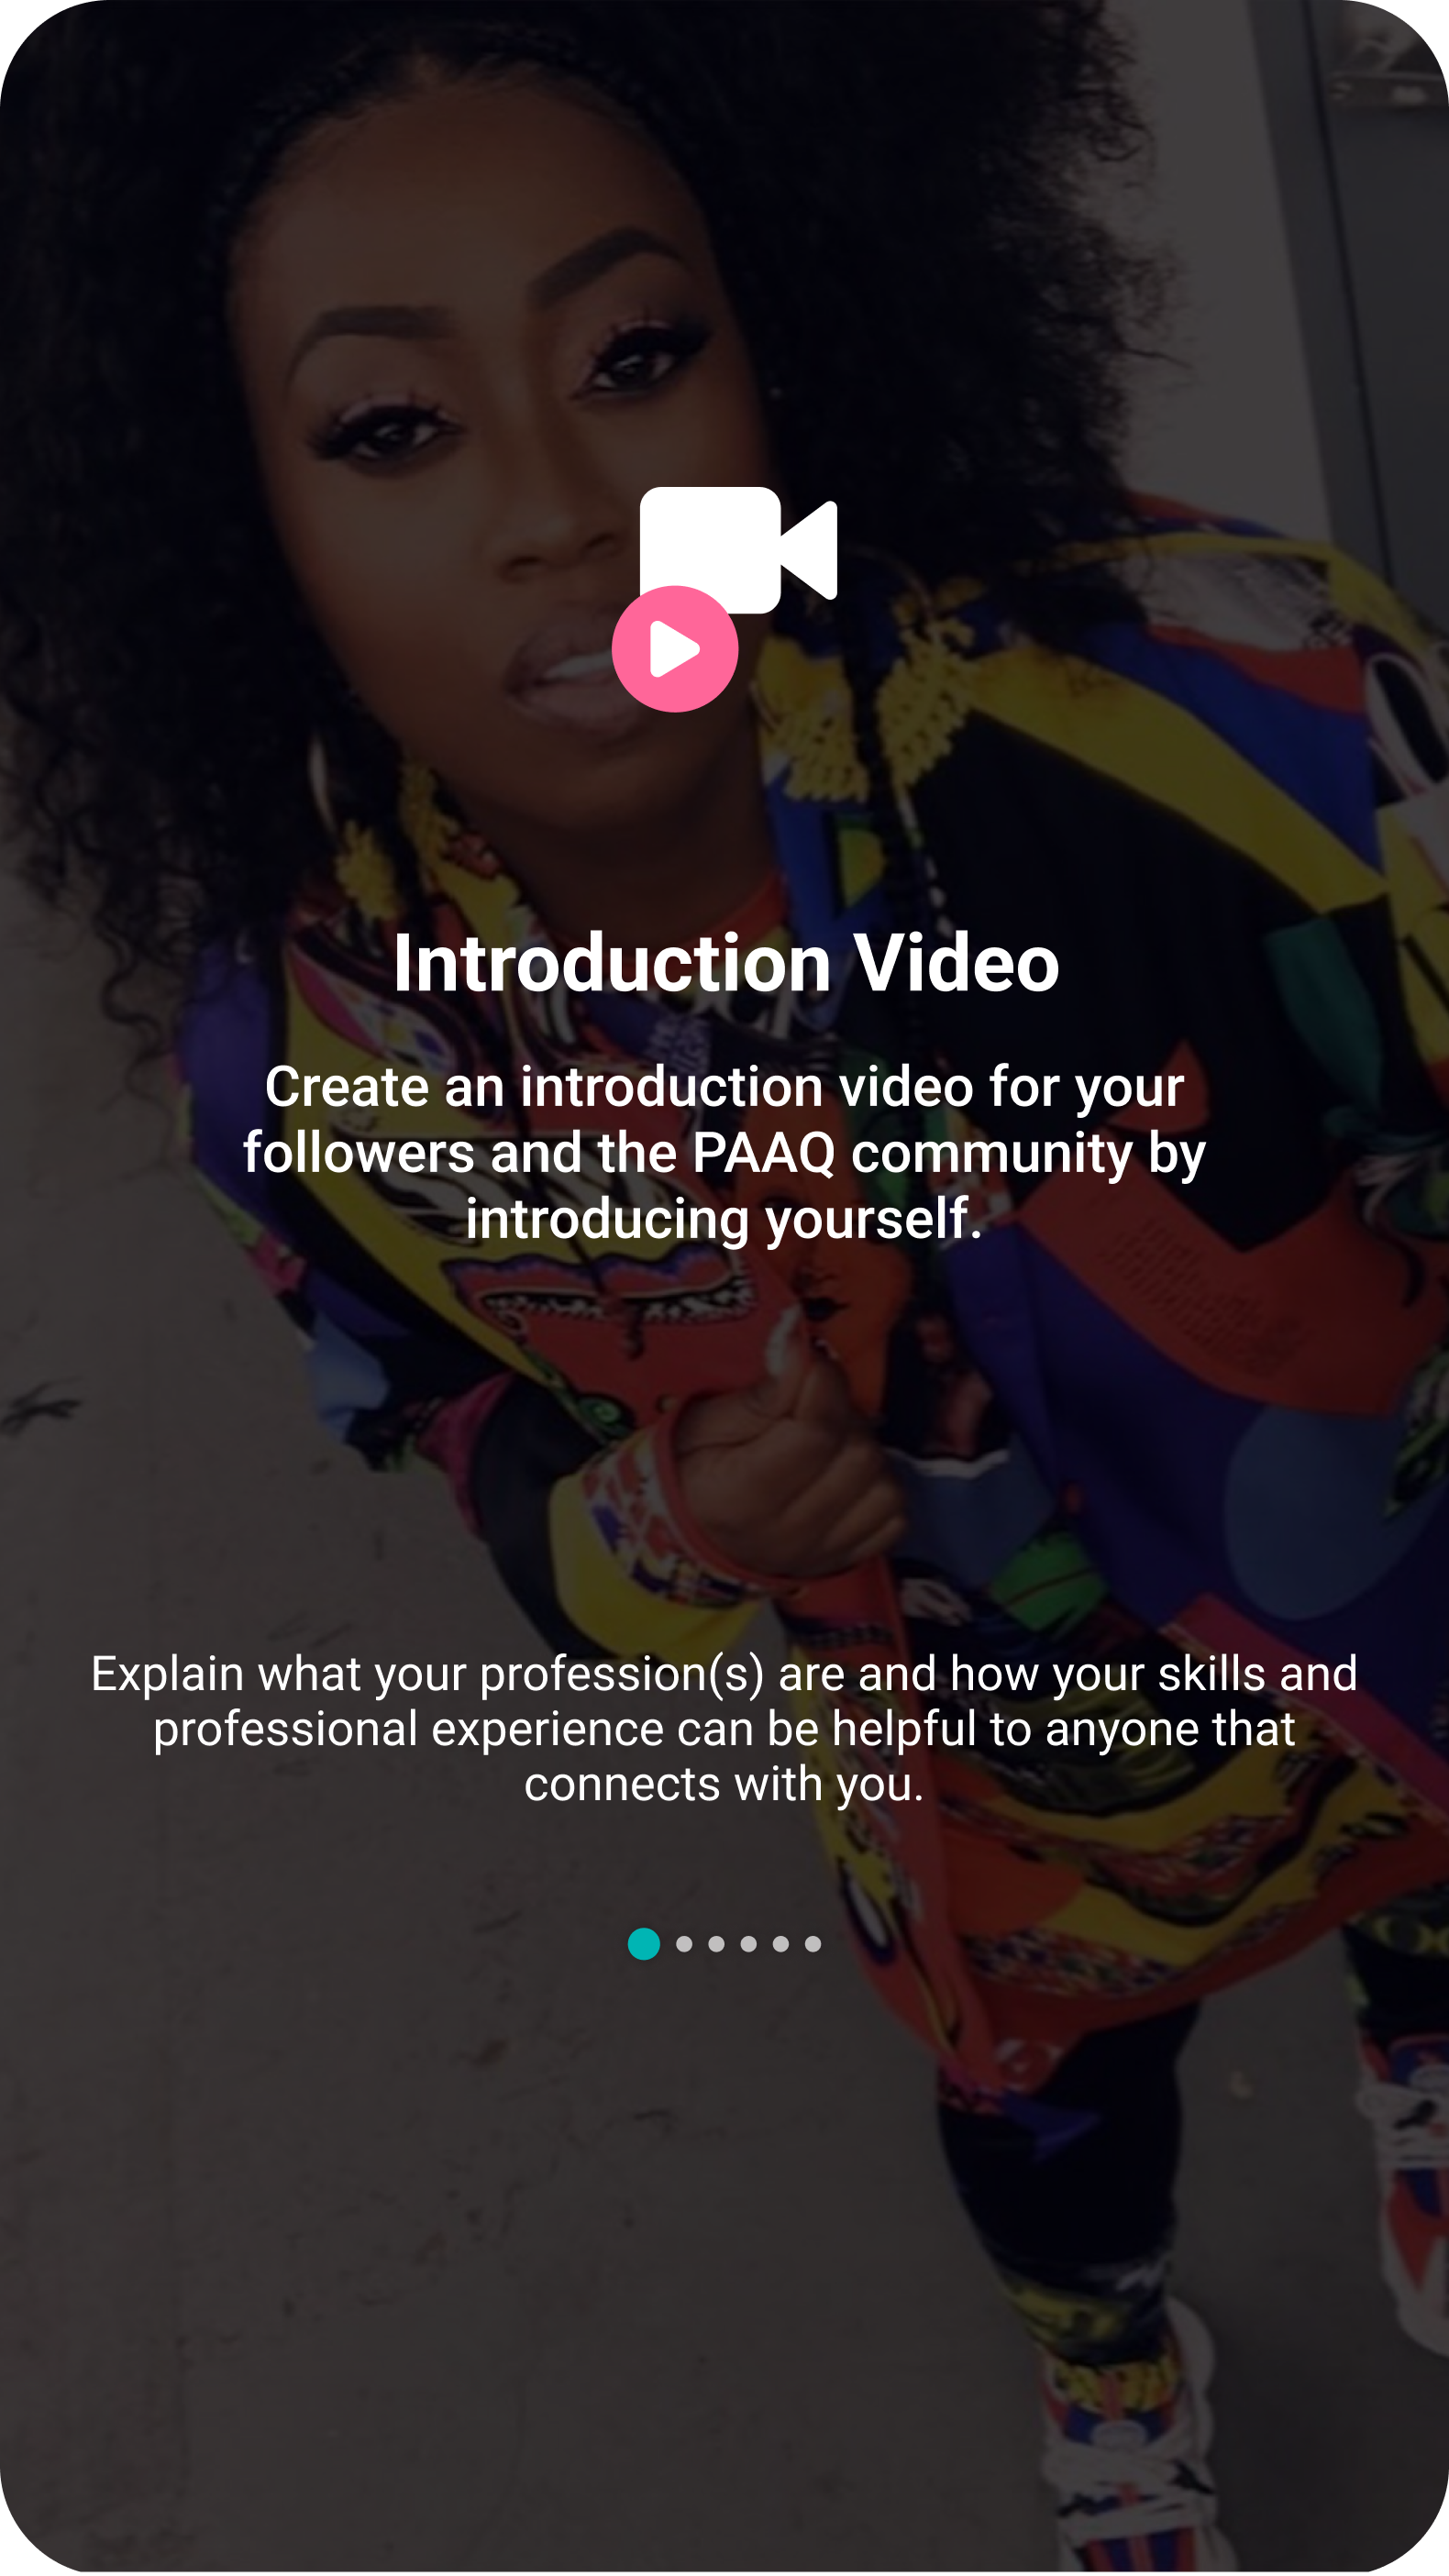 Introduction Video
Create an introduction video for your
followers and the PAAQ community by
introducing yourself.
Explain what your profession(s) are and how your skills and
professional experience can be helpful to anyone that
connects with you.